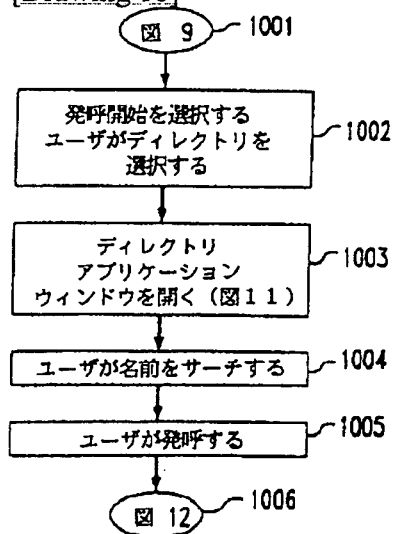 図 9
1001
発呼開始を選択する
ユーザがディレクトリを
選択する
1002
ディレクトリ
アプリケーション
ウィンドウを開く（図１１）
1003
ユーザが名前をサーチする
1004
ユーザが発呼する
1005
図 12
1006